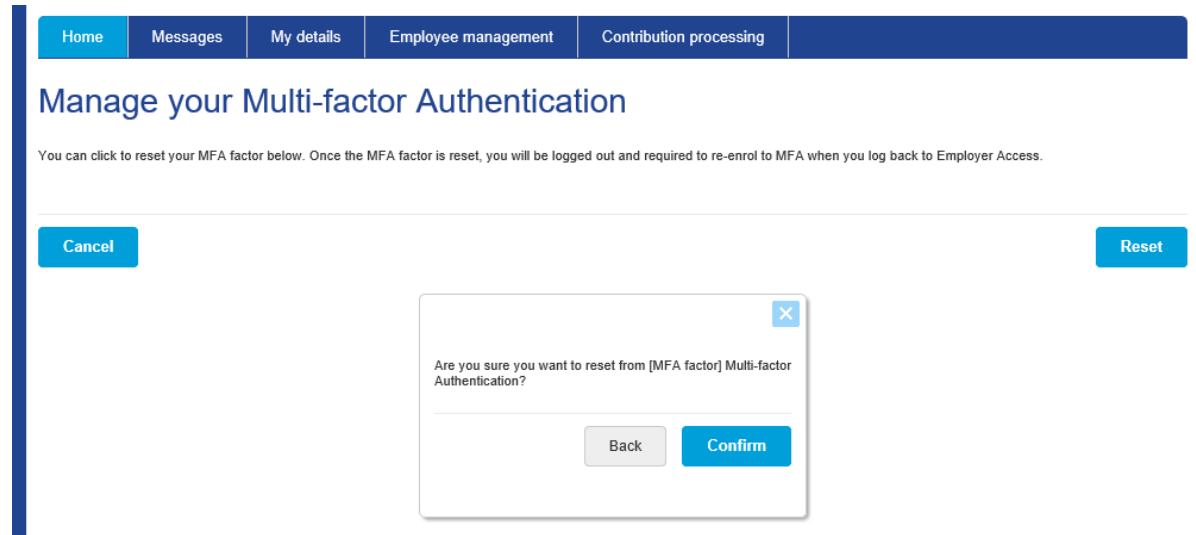 Home
Messages
My details
Employee management
Contribution processing
Manage your Multi-factor Authentication
You can click to reset your MFA factor below. Once the MFA factor is reset, you will be logged out and required to re-enrol to MFA when you log back to Employer Access.
Cancel
Reset
Are you sure you want to reset from [MFA factor] Multi-factor
Authentication?
Back
Confirm